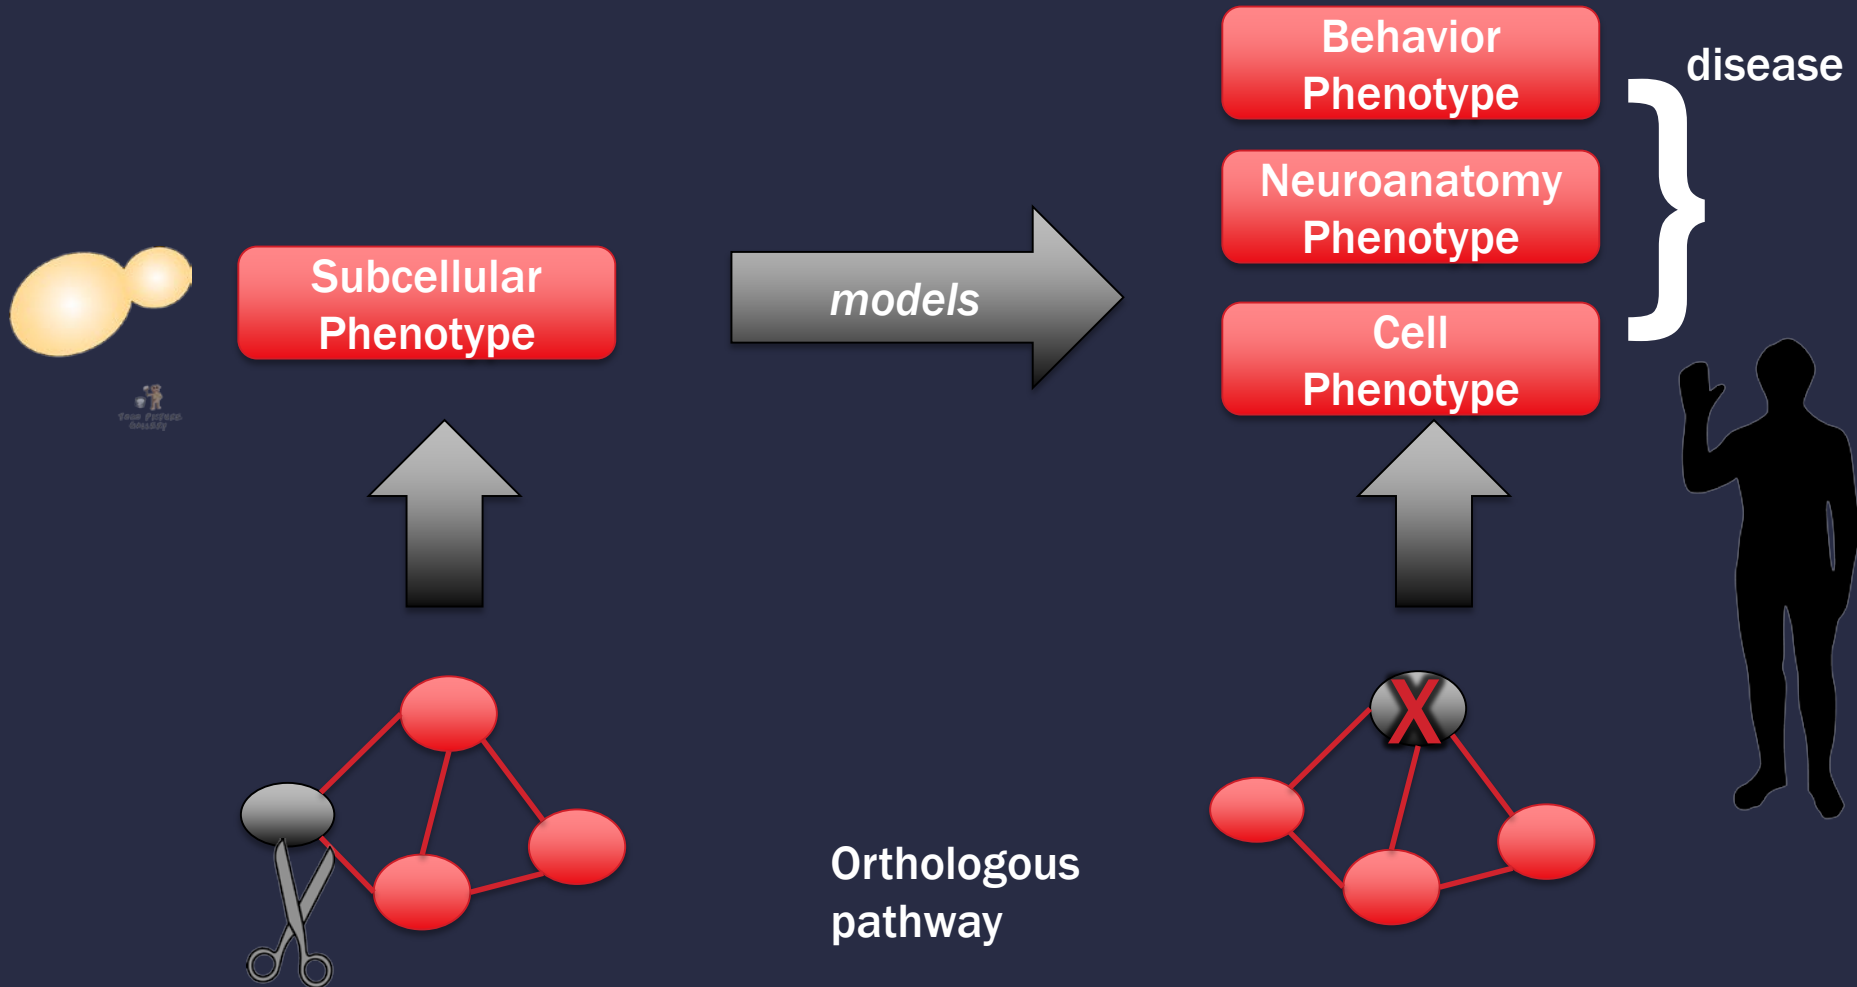 Behavior
Phenotype
disease
Neuroanatomy
Phenotype
Subcellular
Phenotype
models
Cell
Phenotype
X
Orthologous
pathway